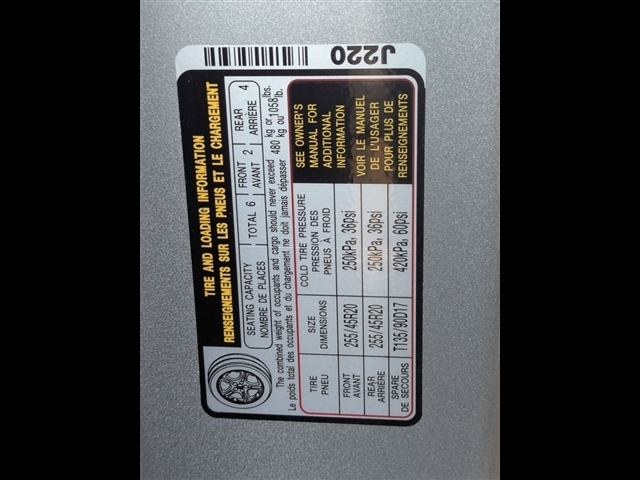 J220
TIRE AND LOADING INFORMATION
RENSEIGNEMENTS SUR LES PNEUS ET LE CHARGEMENT
SEATING CAPACITY
NOMBRE DE PLACES
TOTAL 6
FRONT
AVANT
2
REAR
ARRIÈRE
4
The combined weight of occupants and cargo should never exceed 480 kg or 1058 lbs.
Le poids total des occupants et du chargement ne doit jamais dépasser 480 kg ou 1058 lb.
TIRE
PNEU
SIZE
DIMENSIONS
COLD TIRE PRESSURE
PRESSION DES
PNEUS À FROID
FRONT
AVANT
255/45R20
250kPa, 36psi
REAR
ARRIÈRE
255/45R20
250kPa, 36psi
SPARE
DE SECOURS
T135/90D17
420kPa, 60psi
SEE OWNER'S
MANUAL FOR
ADDITIONAL
INFORMATION
VOIR LE MANUEL
DE L'USAGER
POUR PLUS DE
RENSEIGNEMENTS